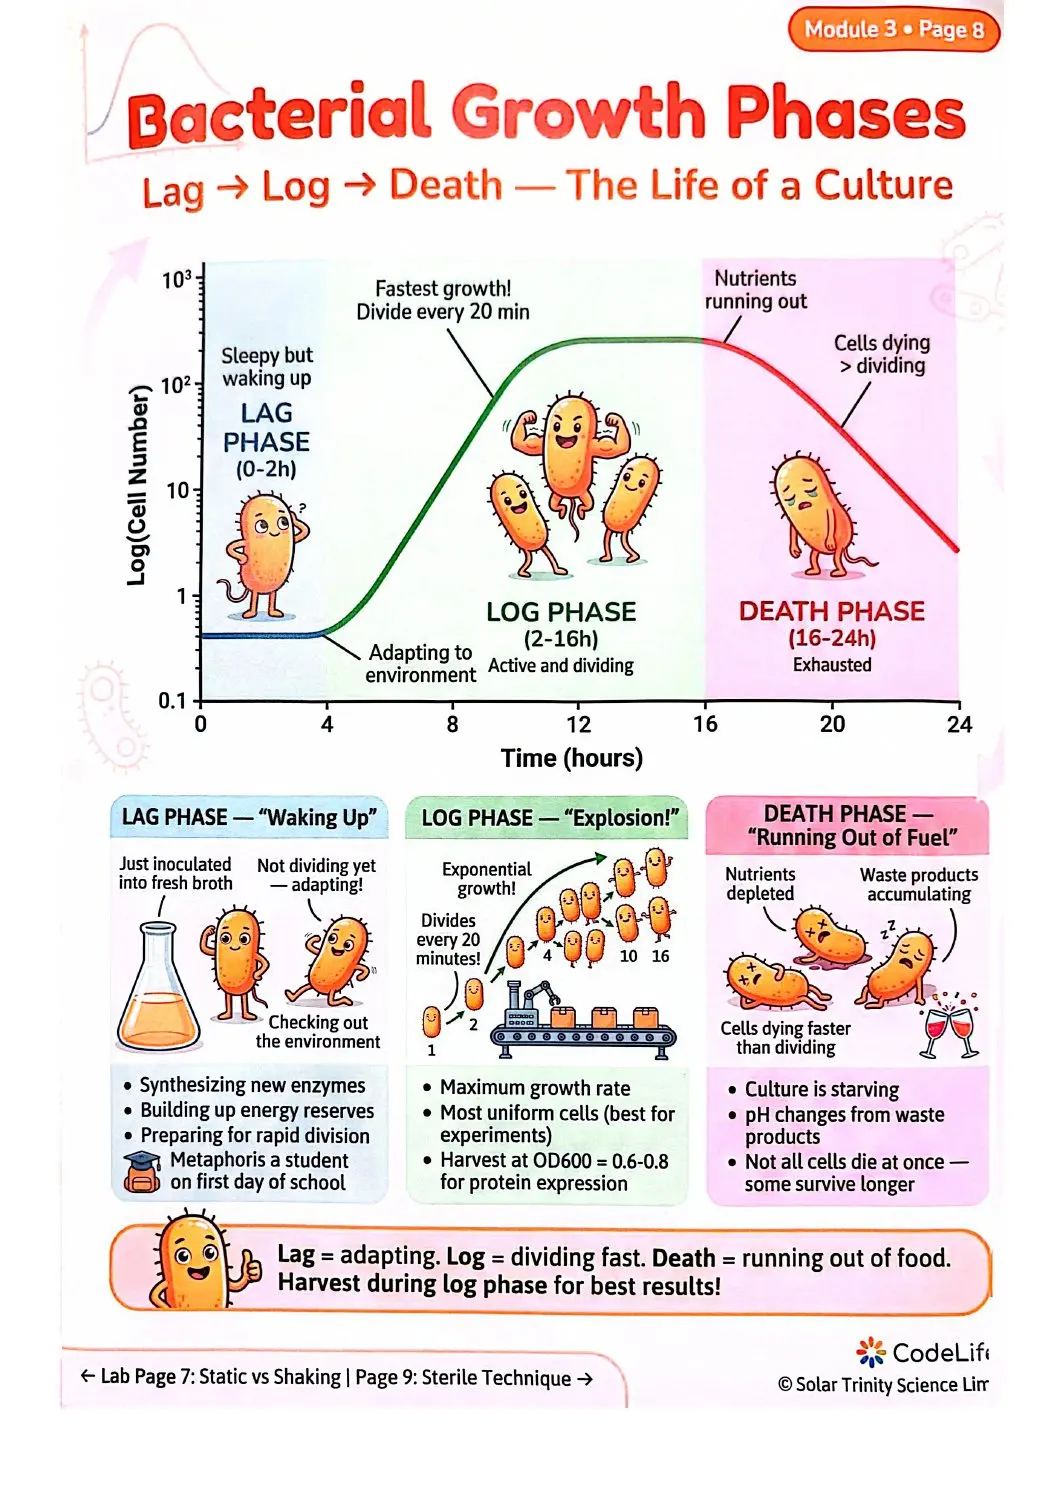 Module 3 • Page 8
Bacterial Growth Phases
Lag → Log → Death — The Life of a Culture
Log(Cell Number)
10³
10²
10
1
0.1
0
4
8
12
16
20
24
Time (hours)
Sleepy but
waking up
LAG
PHASE
(0-2h)
?
Fastest growth!
Divide every 20 min
Adapting to
environment
LOG PHASE
(2-16h)
Active and dividing
Nutrients
running out
Cells dying
> dividing
DEATH PHASE
(16-24h)
Exhausted
LAG PHASE — “Waking Up”
Just inoculated
into fresh broth
Not dividing yet
— adapting!
Checking out
the environment
• Synthesizing new enzymes
• Building up energy reserves
• Preparing for rapid division
Metaphoris a student
on first day of school
LOG PHASE — “Explosion!”
Exponential
growth!
Divides
every 20
minutes!
1
2
4
10
16
• Maximum growth rate
• Most uniform cells (best for
experiments)
• Harvest at OD600 = 0.6-0.8
for protein expression
DEATH PHASE —
“Running Out of Fuel”
Nutrients
depleted
Waste products
accumulating
zzz
Cells dying faster
than dividing
• Culture is starving
• pH changes from waste
products
• Not all cells die at once —
some survive longer
Lag = adapting. Log = dividing fast. Death = running out of food.
Harvest during log phase for best results!
← Lab Page 7: Static vs Shaking | Page 9: Sterile Technique →
CodeLif
© Solar Trinity Science Lim